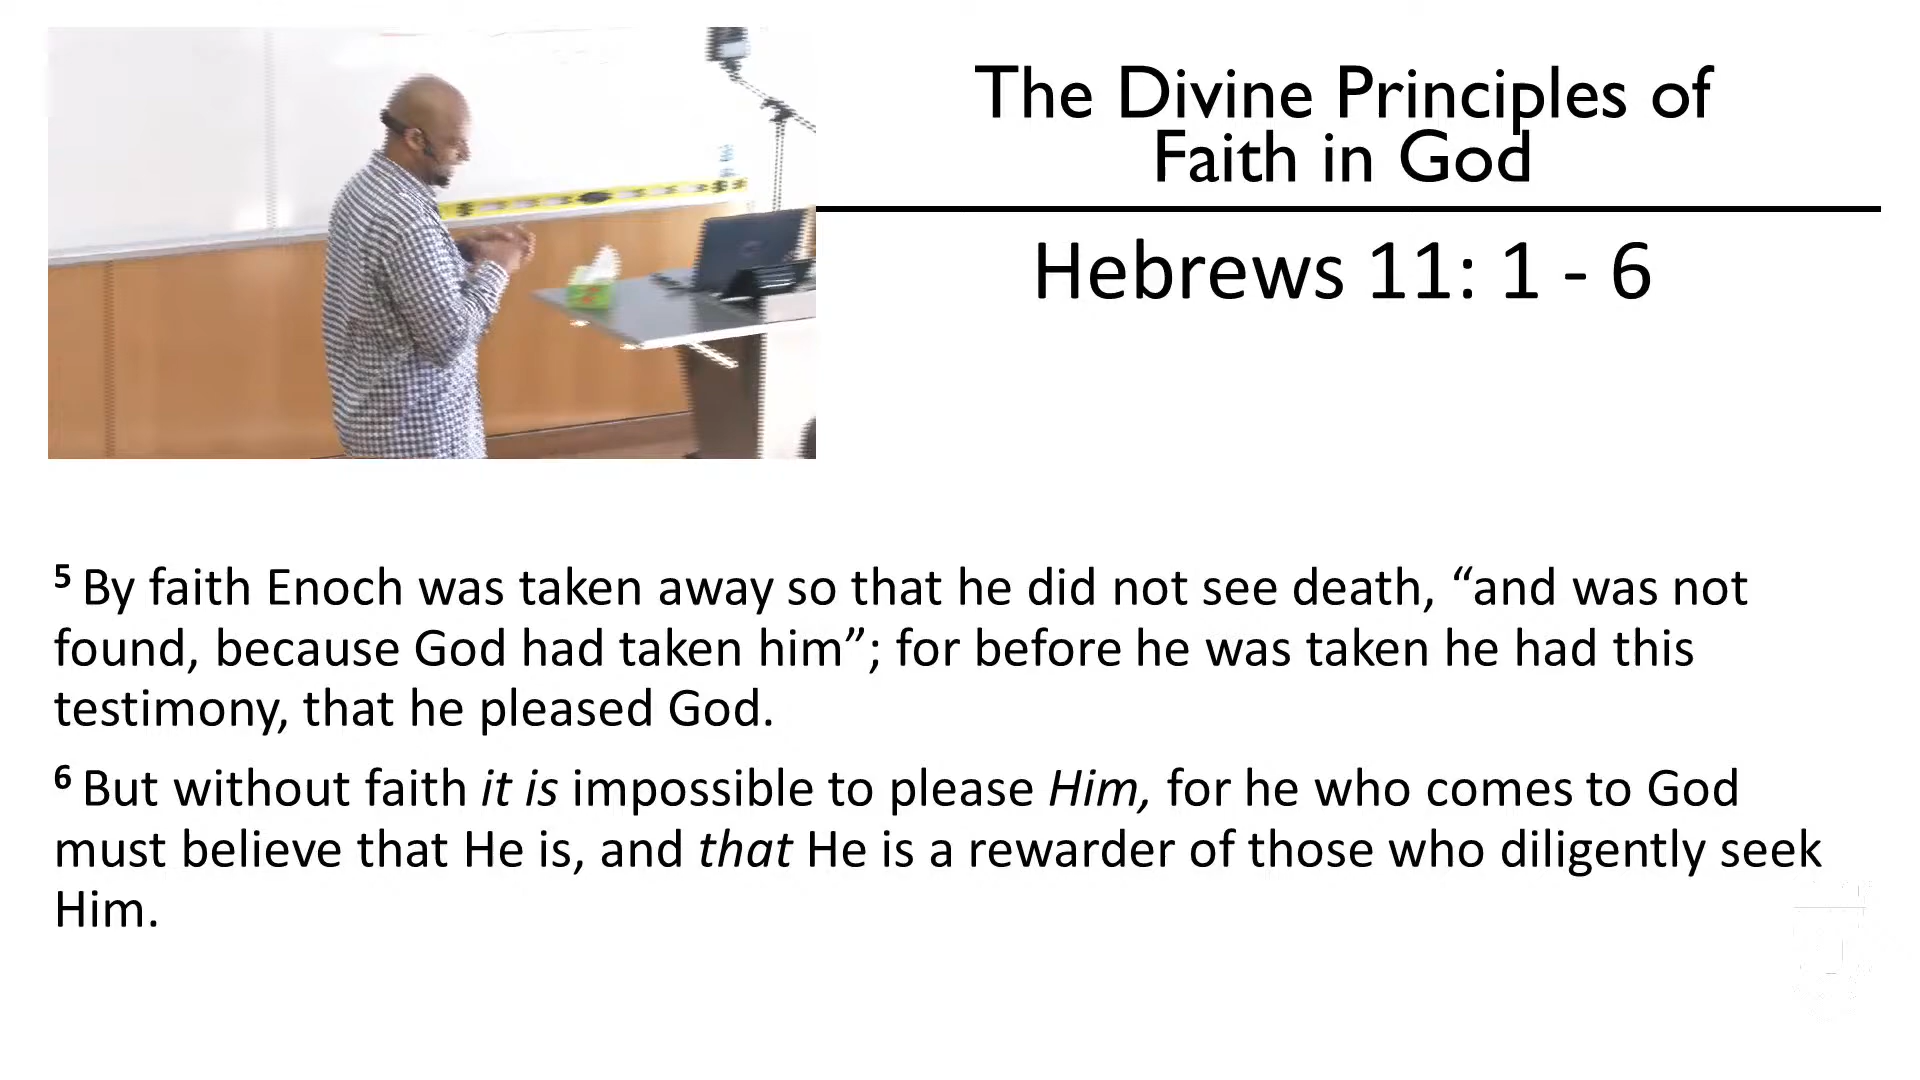 The Divine Principles of
Faith in God
Hebrews 11: 1 - 6
5 By faith Enoch was taken away so that he did not see death, “and was not
found, because God had taken him”; for before he was taken he had this
testimony, that he pleased God.
6 But without faith it is impossible to please Him, for he who comes to God
must believe that He is, and that He is a rewarder of those who diligently seek
Him.